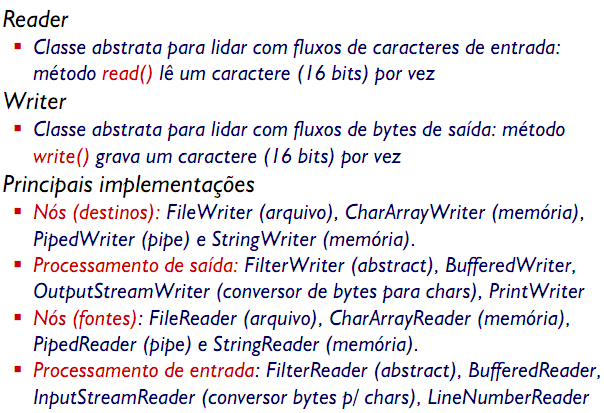 Reader
▪ Classe abstrata para lidar com fluxos de caracteres de entrada:
método read() lê um caractere (16 bits) por vez
Writer
▪ Classe abstrata para lidar com fluxos de bytes de saída: método
write() grava um caractere (16 bits) por vez
Principais implementações
▪ Nós (destinos): FileWriter (arquivo), CharArrayWriter (memória),
PipedWriter (pipe) e StringWriter (memória).
▪ Processamento de saída: FilterWriter (abstract), BufferedWriter,
OutputStreamWriter (conversor de bytes para chars), PrintWriter
▪ Nós (fontes): FileReader (arquivo), CharArrayReader (memória),
PipedReader (pipe) e StringReader (memória).
▪ Processamento de entrada: FilterReader (abstract), BufferedReader,
InputStreamReader (conversor bytes p/ chars), LineNumberReader